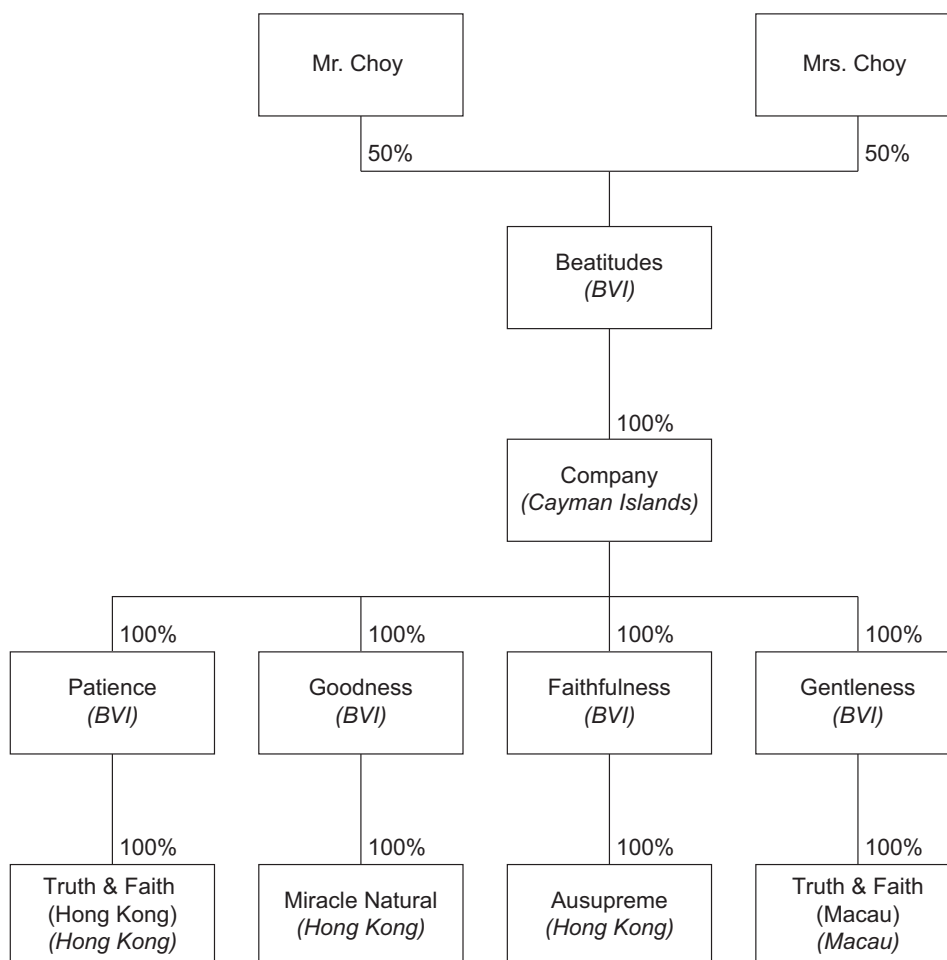 Mr. Choy
Mrs. Choy
50%
50%
Beatitudes
(BVI)
100%
Company
(Cayman Islands)
100%
100%
100%
100%
Patience
(BVI)
Goodness
(BVI)
Faithfulness
(BVI)
Gentleness
(BVI)
100%
100%
100%
100%
Truth & Faith
(Hong Kong)
(Hong Kong)
Miracle Natural
(Hong Kong)
Ausupreme
(Hong Kong)
Truth & Faith
(Macau)
(Macau)